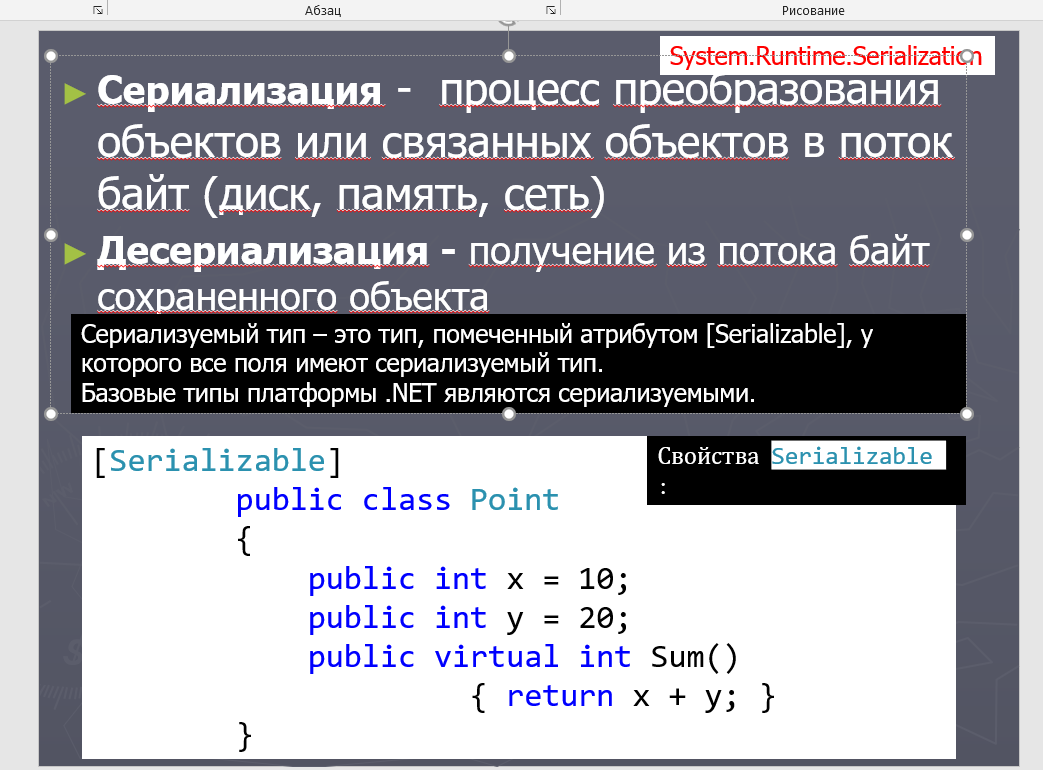 Абзац
Рисование
System.Runtime.Serialization
Сериализация - процесс преобразования
объектов или связанных объектов в поток
байт (диск, память, сеть)
Десериализация - получение из потока байт
сохраненного объекта
Сериализуемый тип – это тип, помеченный атрибутом [Serializable], у
которого все поля имеют сериализуемый тип.
Базовые типы платформы .NET являются сериализуемыми.
Свойства Serializable
:
[Serializable]
public class Point
{
public int x = 10;
public int y = 20;
public virtual int Sum()
{ return x + y; }
}